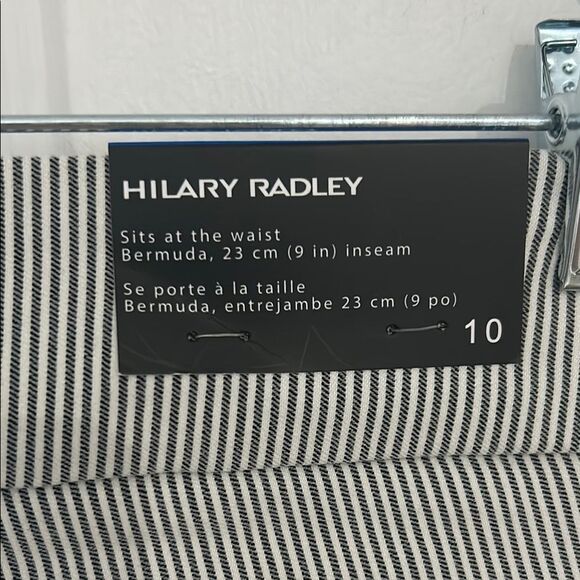 HILARY RADLEY
Sits at the waist
Bermuda, 23 cm (9 in) inseam
Se porte à la taille
Bermuda, entrejambe 23 cm (9 po)
10